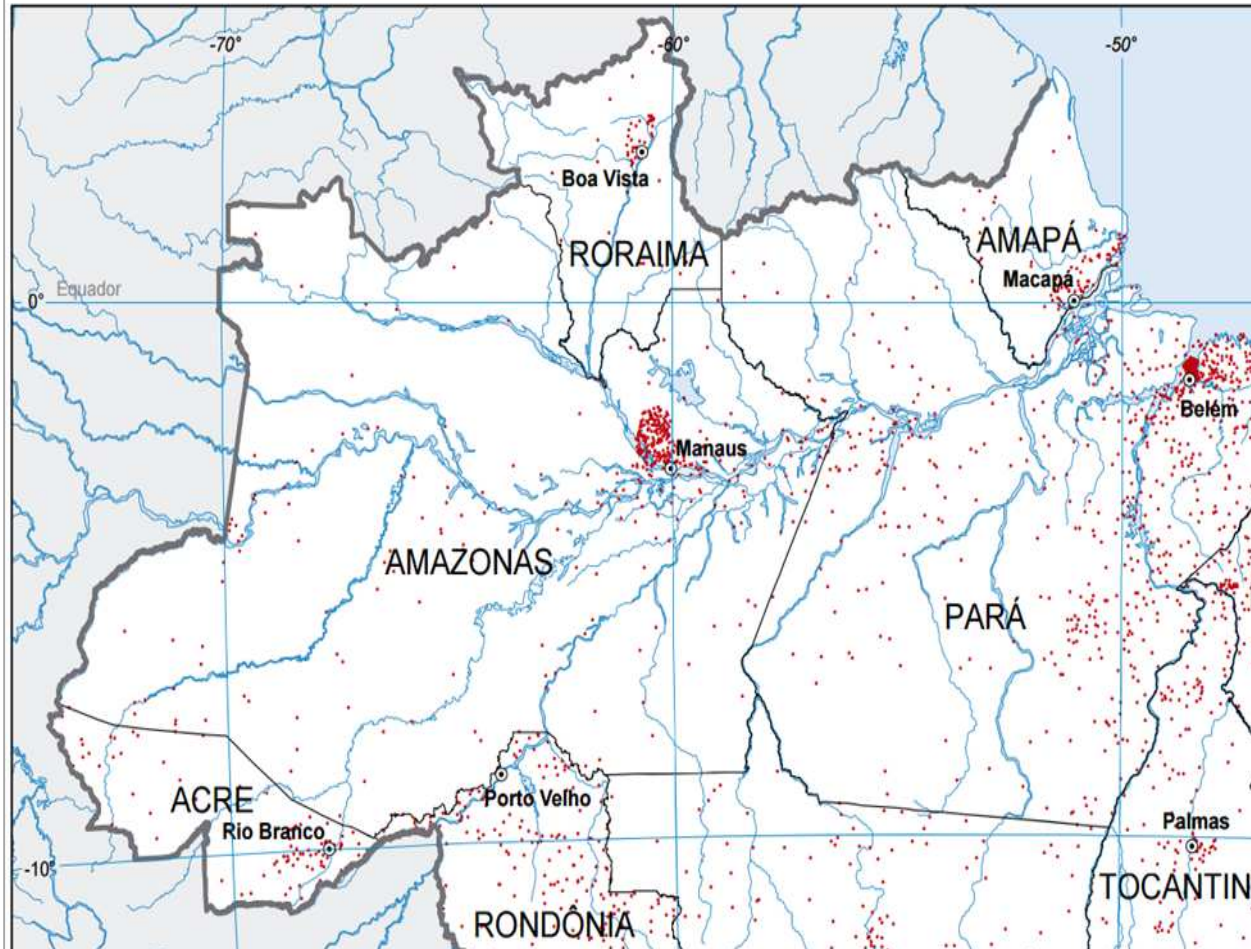 -70°
-60°
-50°
Boa Vista
RORAIMA
AMAPÁ
Macapá
Equador
0°
Belém
Manaus
AMAZONAS
PARÁ
ACRE
Porto Velho
Rio Branco
Palmas
-10°
TOCANTIN
RONDÔNIA